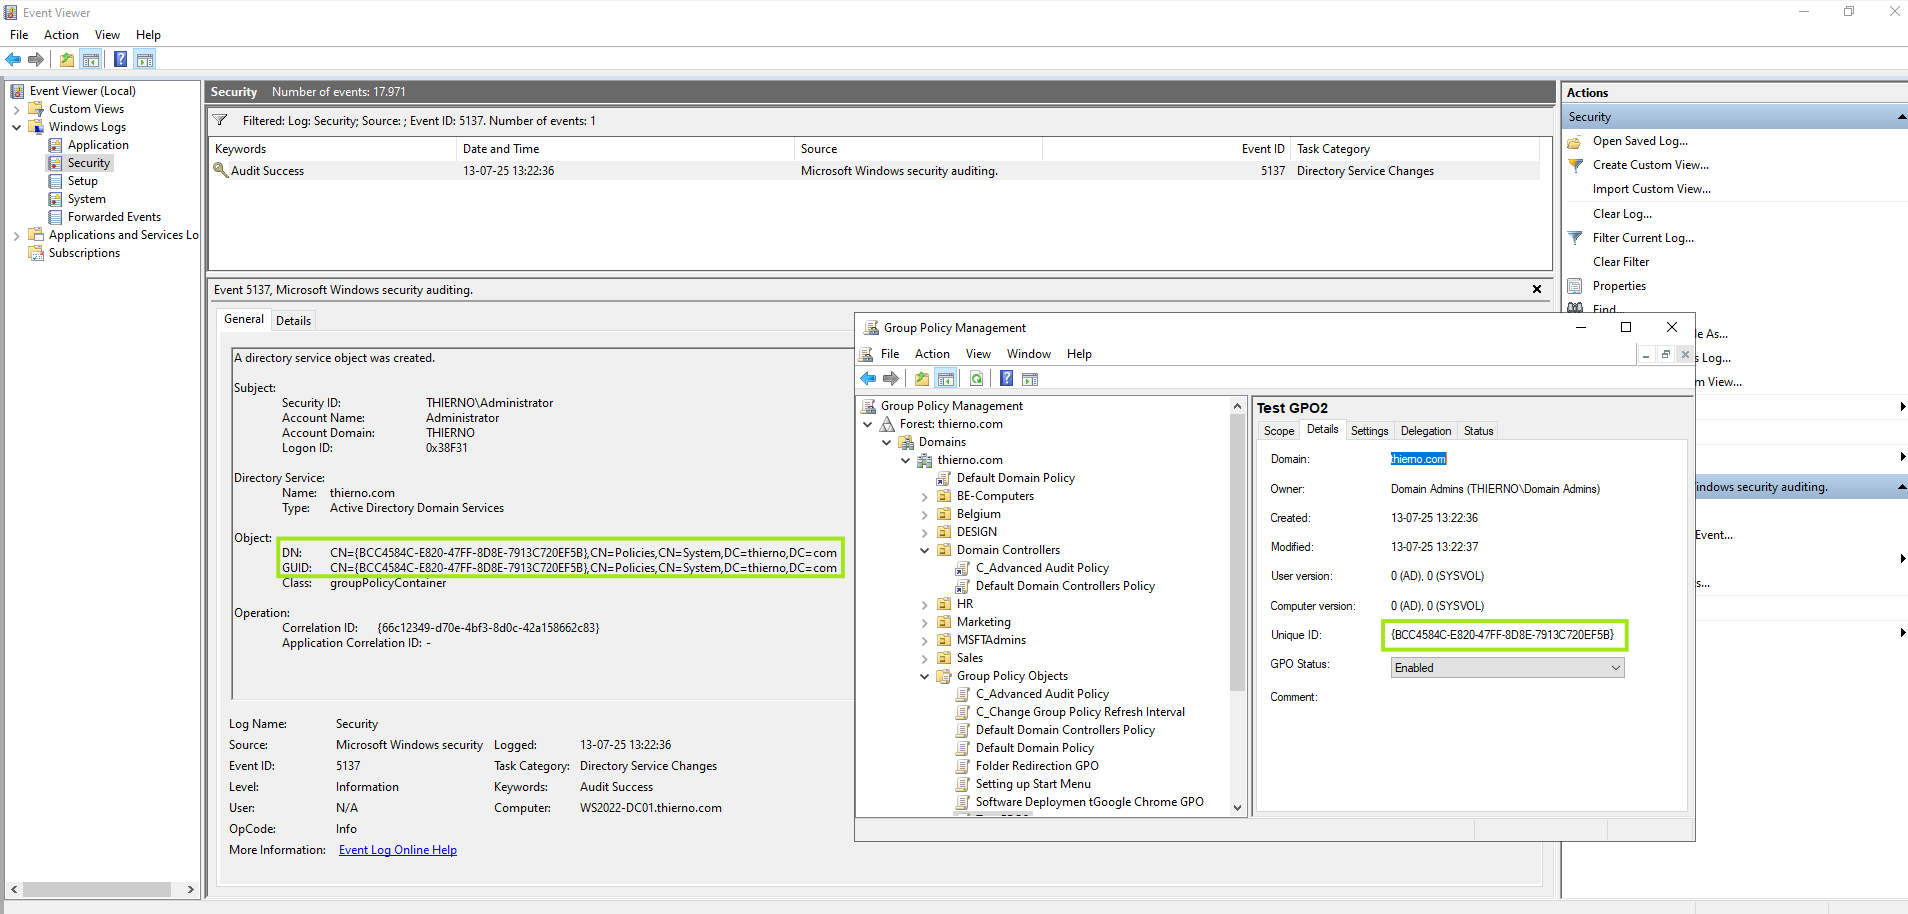 Event Viewer
File Action View Help
Event Viewer (Local)
Custom Views
Windows Logs
Application
Security
Setup
System
Forwarded Events
Applications and Services Lo
Subscriptions
Security Number of events: 17.971
Filtered: Log: Security; Source: ; Event ID: 5137. Number of events: 1
Keywords Date and Time Source Event ID Task Category
Audit Success 13-07-25 13:22:36 Microsoft Windows security auditing. 5137 Directory Service Changes
Event 5137, Microsoft Windows security auditing.
General Details
A directory service object was created.
Subject:
Security ID: THIERNO\Administrator
Account Name: Administrator
Account Domain: THIERNO
Logon ID: 0x38F31
Directory Service:
Name: thierno.com
Type: Active Directory Domain Services
Object:
DN: CN={BCC4584C-E820-47FF-8D8E-7913C720EF5B},CN=Policies,CN=System,DC=thierno,DC=com
GUID: CN={BCC4584C-E820-47FF-8D8E-7913C720EF5B},CN=Policies,CN=System,DC=thierno,DC=com
Class: groupPolicyContainer
Operation:
Correlation ID: {66c12349-d70e-4bf3-8d0c-42a158662c83}
Application Correlation ID: -
Log Name: Security
Source: Microsoft Windows security Logged: 13-07-25 13:22:36
Event ID: 5137 Task Category: Directory Service Changes
Level: Information Keywords: Audit Success
User: N/A Computer: WS2022-DC01.thierno.com
OpCode: Info
More Information: Event Log Online Help
Group Policy Management
File Action View Window Help
Group Policy Management
Forest: thierno.com
Domains
thierno.com
Default Domain Policy
BE-Computers
Belgium
DESIGN
Domain Controllers
C_Advanced Audit Policy
Default Domain Controllers Policy
HR
Marketing
MSFTAdmins
Sales
Group Policy Objects
C_Advanced Audit Policy
C_Change Group Policy Refresh Interval
Default Domain Controllers Policy
Default Domain Policy
Folder Redirection GPO
Setting up Start Menu
Software Deploymen tGoogle Chrome GPO
Test GPO2
Scope Details Settings Delegation Status
Domain: thierno.com
Owner: Domain Admins (THIERNO\Domain Admins)
Created: 13-07-25 13:22:36
Modified: 13-07-25 13:22:37
User version: 0 (AD), 0 (SYSVOL)
Computer version: 0 (AD), 0 (SYSVOL)
Unique ID: {BCC4584C-E820-47FF-8D8E-7913C720EF5B}
GPO Status: Enabled
Comment:
Actions
Security
Open Saved Log...
Create Custom View...
Import Custom View...
Clear Log...
Filter Current Log...
Clear Filter
Properties
Find...
le As...
s Log...
m View...
indows security auditing.
Event...
s...